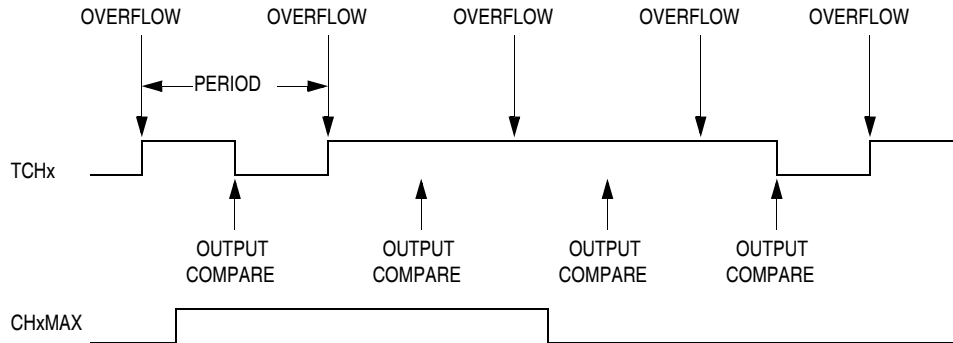 OVERFLOW OVERFLOW OVERFLOW OVERFLOW OVERFLOW
PERIOD
TCHx
OUTPUT COMPARE
OUTPUT COMPARE
OUTPUT COMPARE
OUTPUT COMPARE
CHxMAX